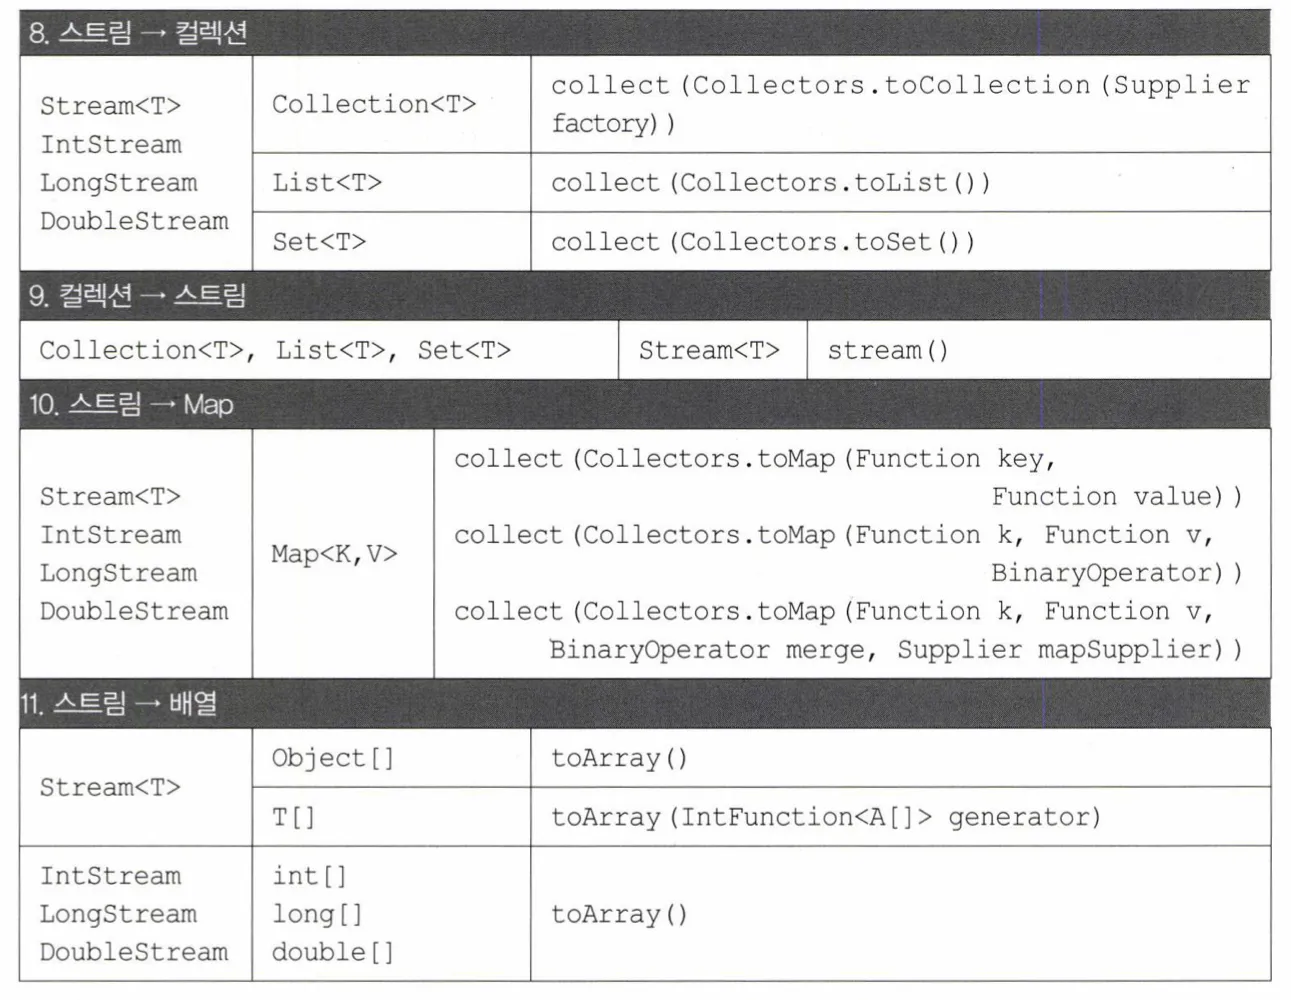 8. 스트림 → 컬렉션
Stream<T>
IntStream
LongStream
DoubleStream
Collection<T>
collect(Collectors.toCollection(Supplier
factory))
List<T>
collect(Collectors.toList())
Set<T>
collect(Collectors.toSet())
9. 컬렉션 → 스트림
Collection<T>, List<T>, Set<T>
Stream<T>
stream()
10. 스트림 → Map
Stream<T>
IntStream
LongStream
DoubleStream
Map<K,V>
collect(Collectors.toMap(Function key,
Function value))
collect(Collectors.toMap(Function k, Function v,
BinaryOperator))
collect(Collectors.toMap(Function k, Function v,
BinaryOperator merge, Supplier mapSupplier))
11. 스트림 → 배열
Stream<T>
Object[]
toArray()
T[]
toArray(IntFunction<A[]> generator)
IntStream
LongStream
DoubleStream
int[]
long[]
double[]
toArray()